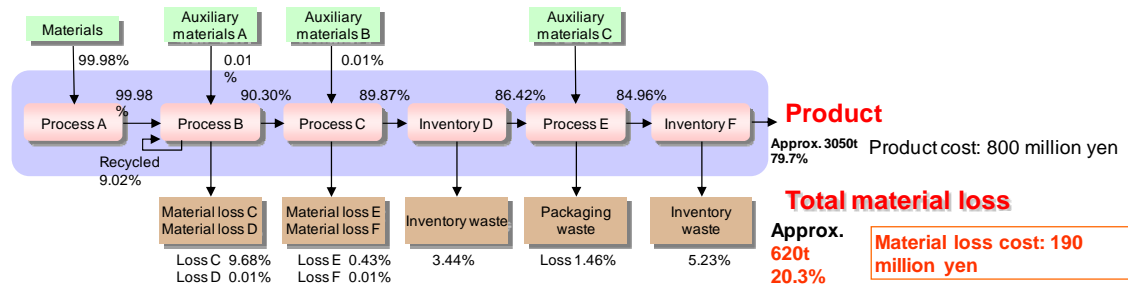 Materials
Auxiliary
materials A
Auxiliary
materials B
Auxiliary
materials C
99.98%
0.01
%
0.01%
99.98
%
90.30%
89.87%
86.42%
84.96%
Process A
Process B
Process C
Inventory D
Process E
Inventory F
Product
Approx. 3050t
79.7%
Product cost: 800 million yen
Recycled
9.02%
Material loss C
Material loss D
Material loss E
Material loss F
Inventory waste
Packaging
waste
Inventory
waste
Loss C 9.68%
Loss D 0.01%
Loss E 0.43%
Loss F 0.01%
3.44%
Loss 1.46%
5.23%
Total material loss
Approx.
620t
20.3%
Material loss cost: 190
million yen